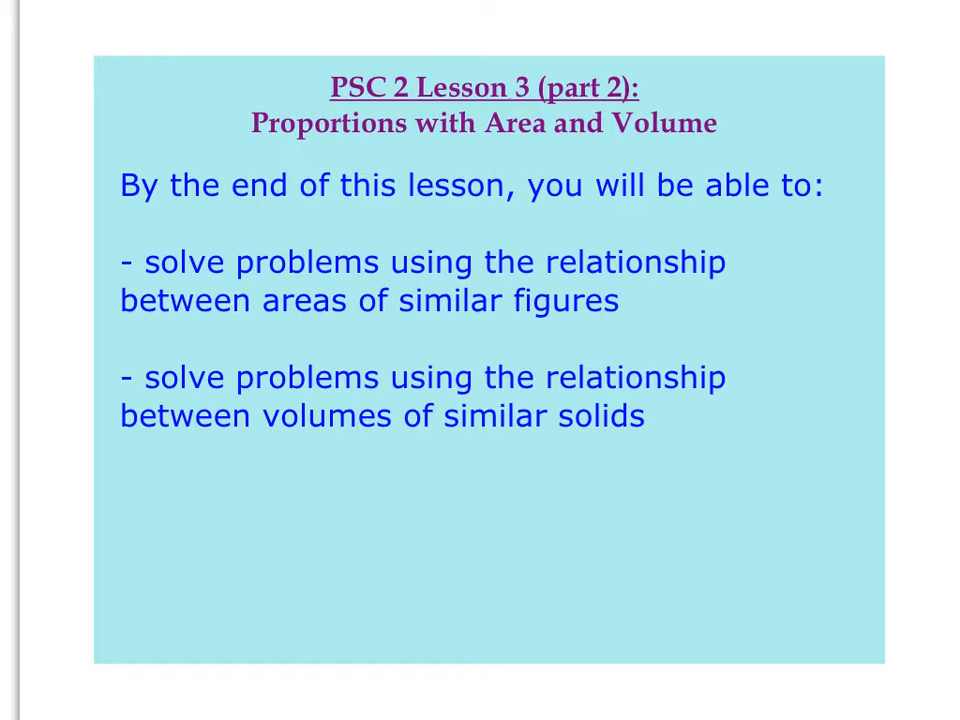 PSC 2 Lesson 3 (part 2):
Proportions with Area and Volume
By the end of this lesson, you will be able to:
- solve problems using the relationship
between areas of similar figures
- solve problems using the relationship
between volumes of similar solids